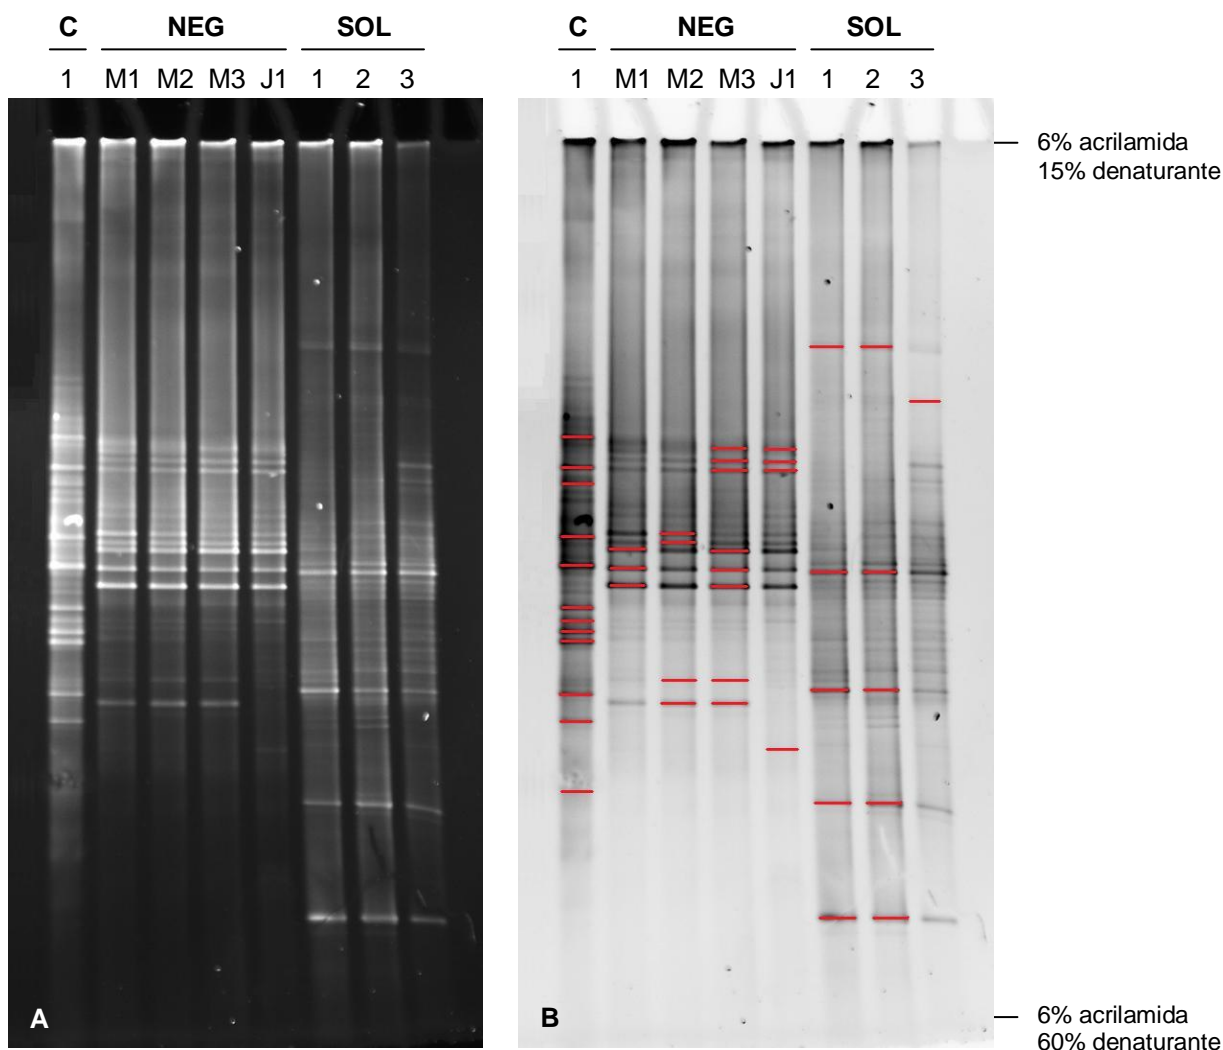 C NEG SOL C NEG SOL
1 M1 M2 M3 J1 1 2 3 1 M1 M2 M3 J1 1 2 3
6% acrilamida
15% denaturante
A B
6% acrilamida
60% denaturante